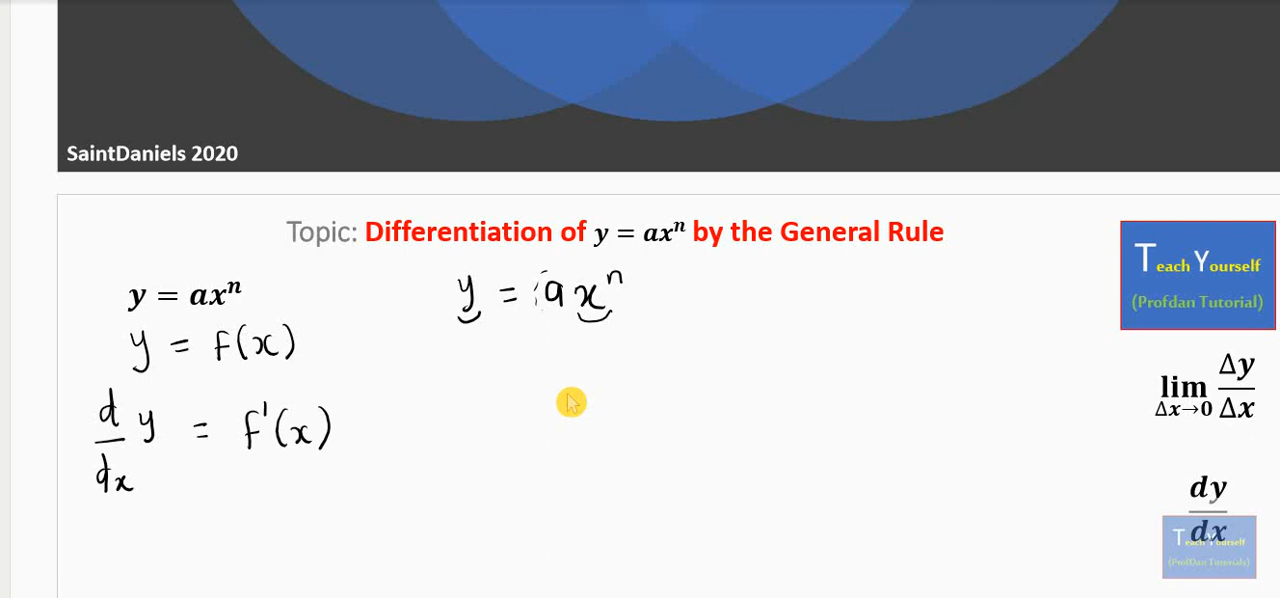 SaintDaniels 2020
Topic: Differentiation of y = axⁿ by the General Rule
y = axⁿ
y = axⁿ
y = f(x)
d/dx y = f'(x)
Teach Yourself
(Profdan Tutorial)
lim Δx→0 Δy/Δx
dy/dx
Teach Yourself
(ProfDan Tutorials)